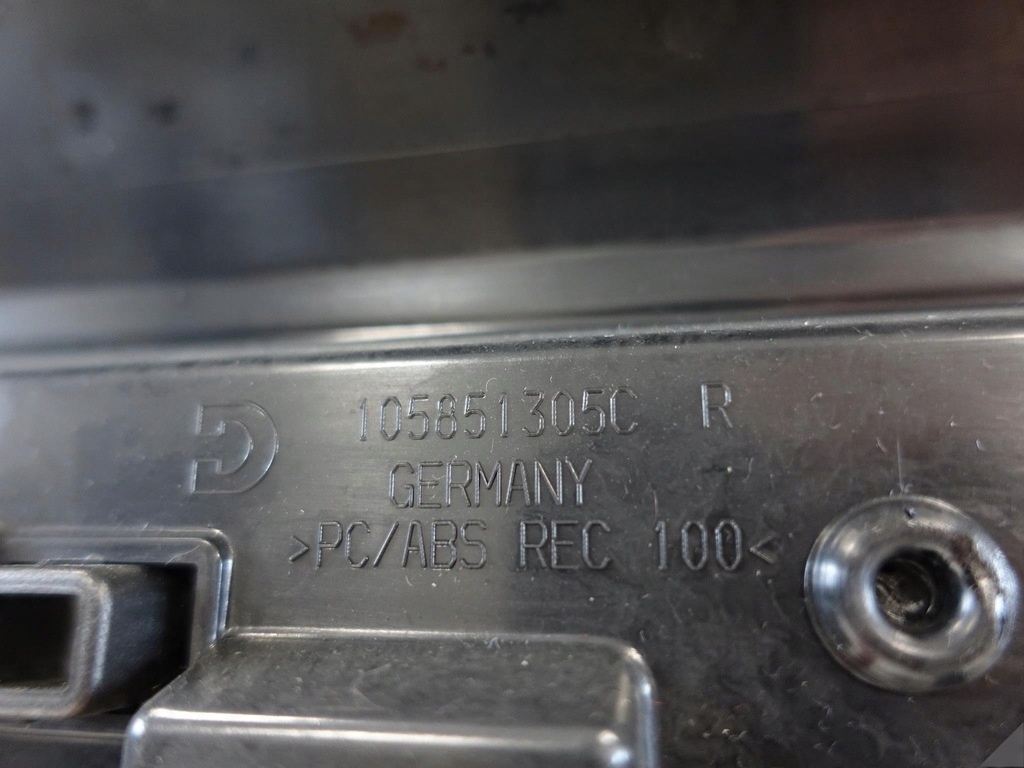 105851305C R
GERMANY
>PC/ABS REC 100<